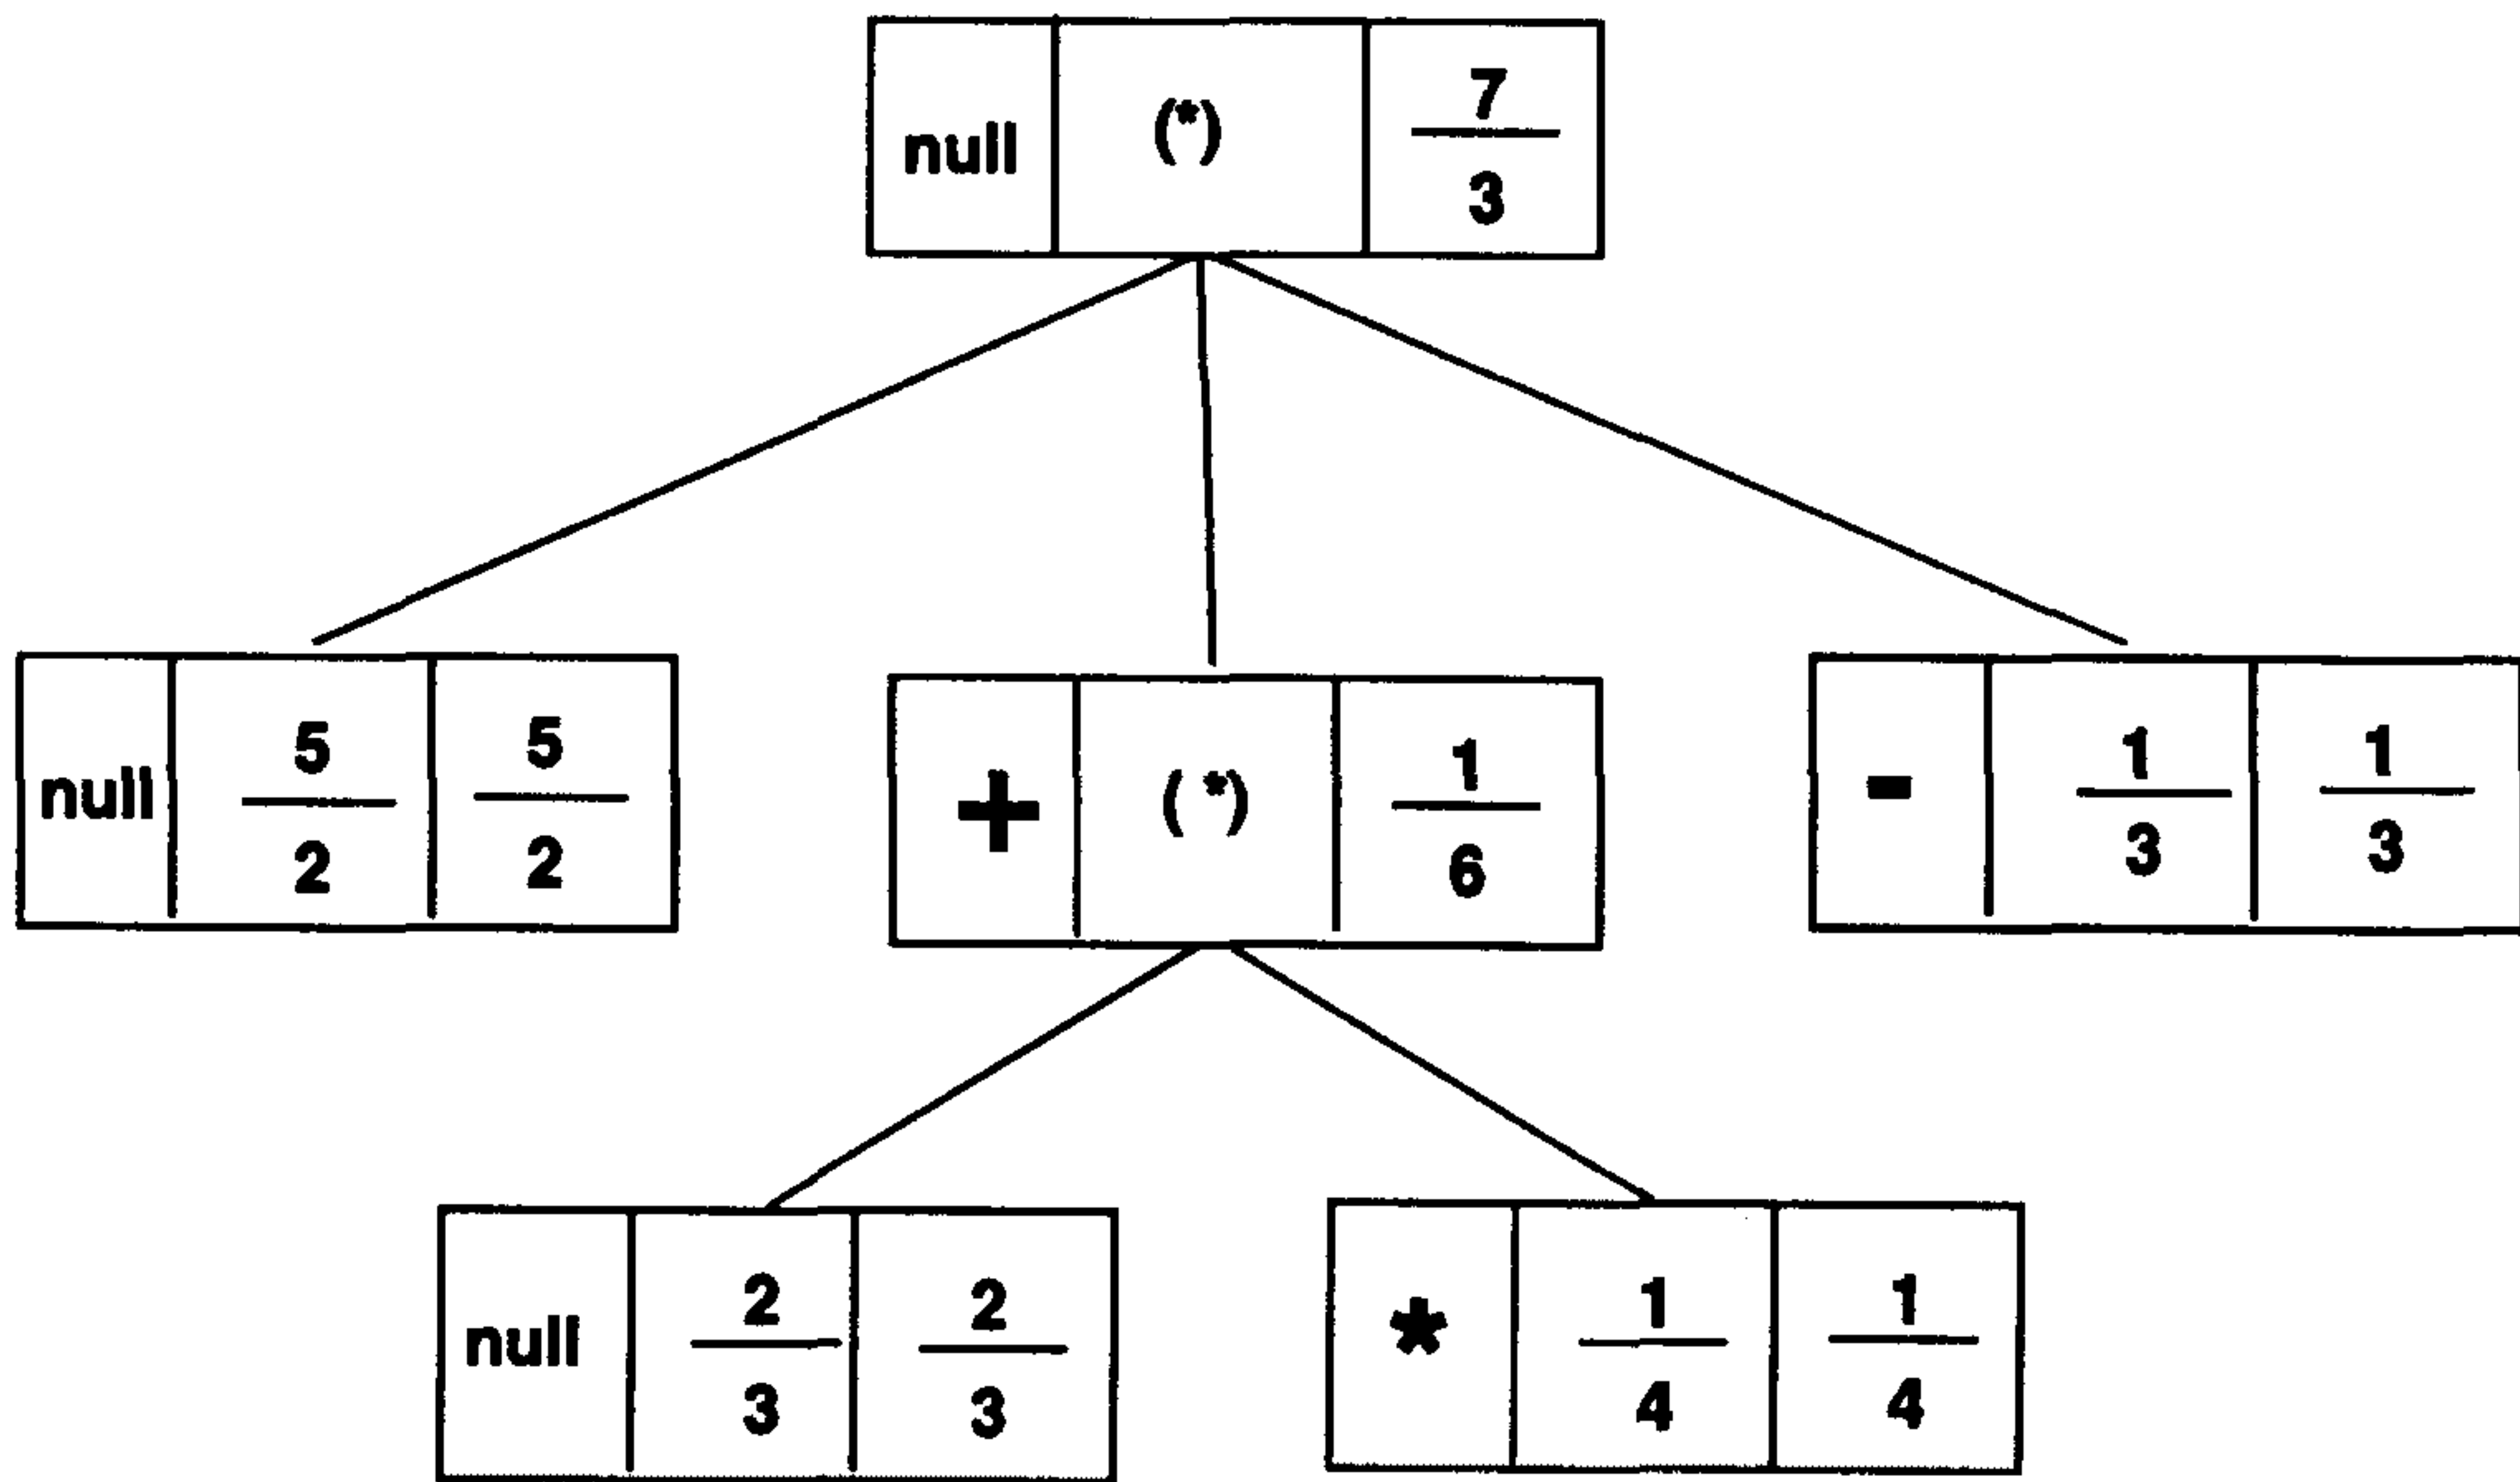 null (*) 7/3
null 5/2 5/2
+ (*) 1/6
- 1/3 1/3
null 2/3 2/3
* 1/4 1/4